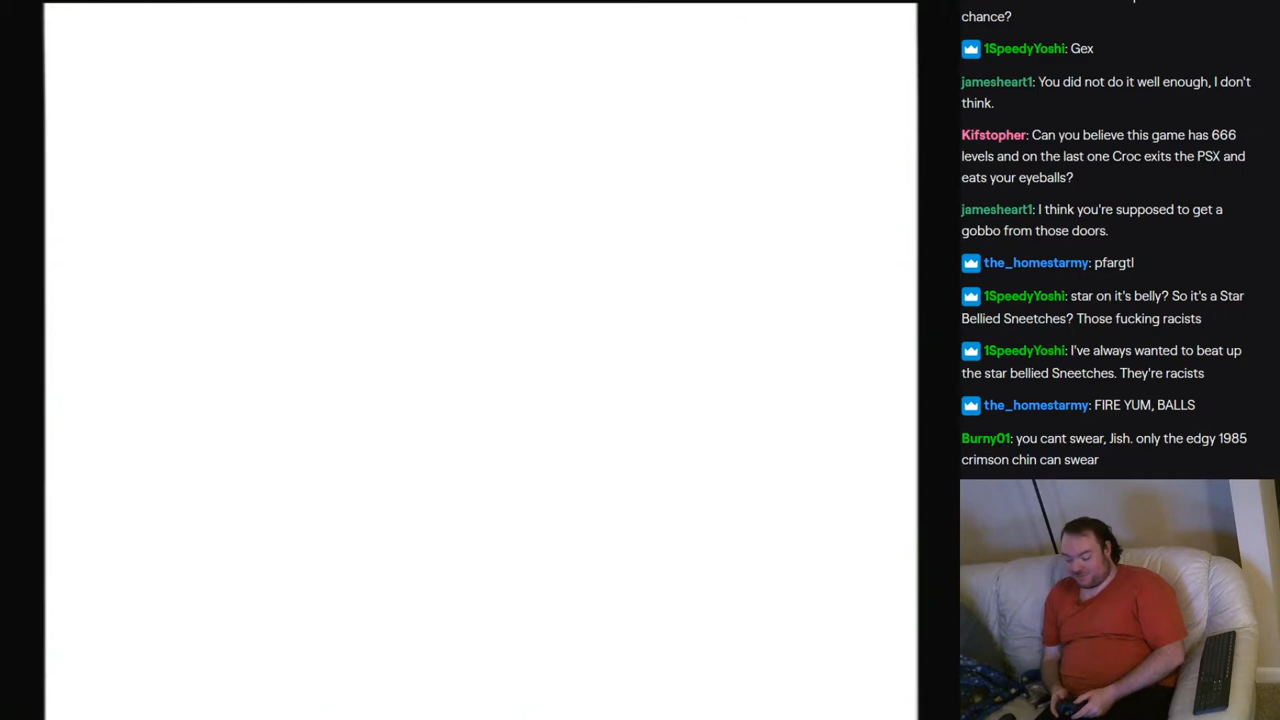 chance?
1SpeedyYoshi: Gex
jamesheart1: You did not do it well enough, I don't
think.
Kifstopher: Can you believe this game has 666
levels and on the last one Croc exits the PSX and
eats your eyeballs?
jamesheart1: I think you're supposed to get a
gobbo from those doors.
the_homestarmy: pfargtl
1SpeedyYoshi: star on it's belly? So it's a Star
Bellied Sneetches? Those fucking racists
1SpeedyYoshi: I've always wanted to beat up
the star bellied Sneetches. They're racists
the_homestarmy: FIRE YUM, BALLS
Burny01: you cant swear, Jish. only the edgy 1985
crimson chin can swear